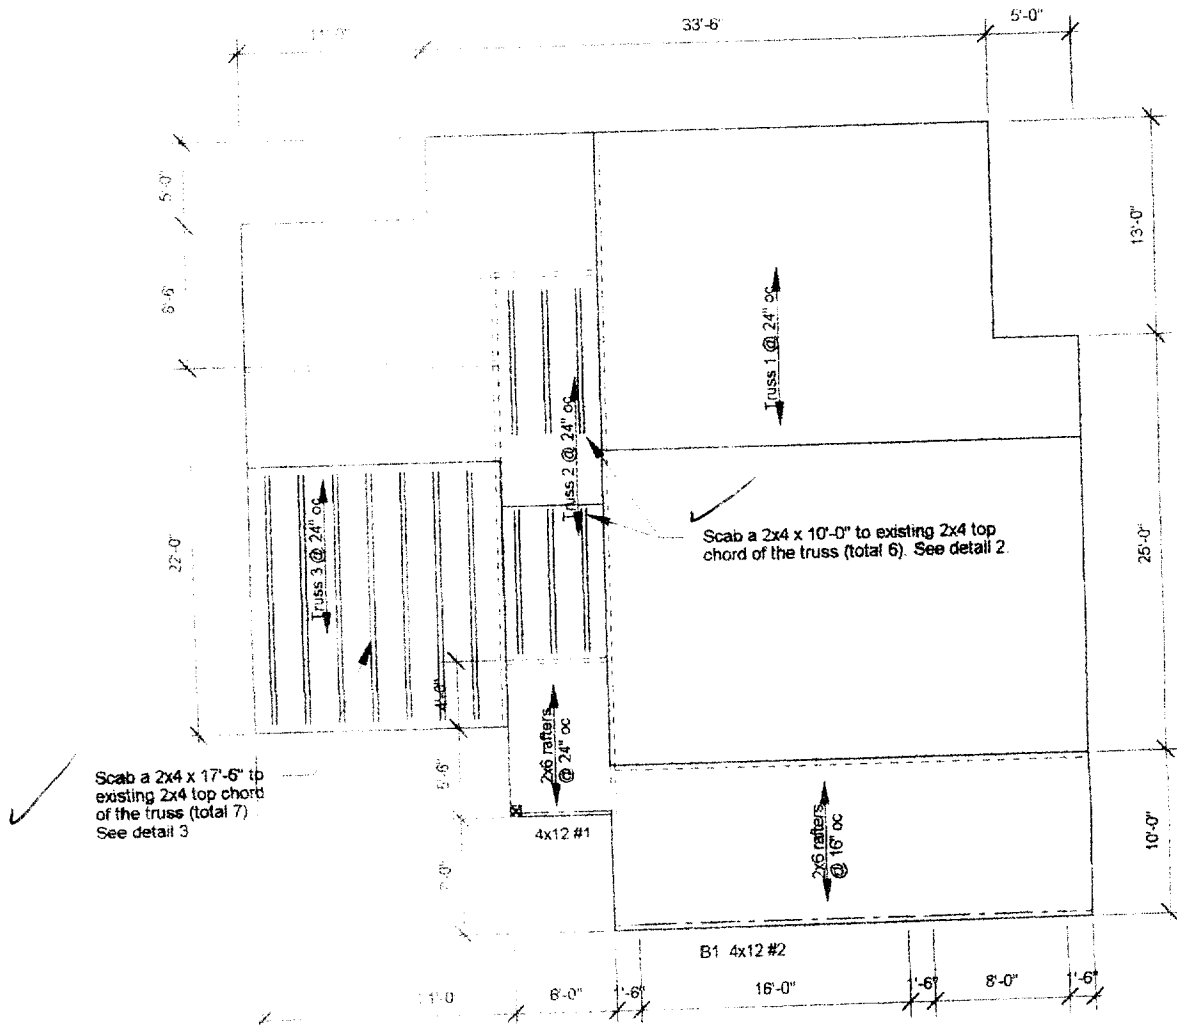 33'-6'
5'-0"
5'-0"
13'-0"
6'-6"
Truss 1 @ 24" oc
Truss 2 @ 24" oc
Truss 3 @ 24" oc
22'-0"
25'-0"
Scab a 2x4 x 10'-0" to existing 2x4 top
chord of the truss (total 6). See detail 2.
4'-0"
2x6 rafters
@ 24" oc
Scab a 2x4 x 17'-6" to
existing 2x4 top chord
of the truss (total 7)
See detail 3
4x12 #1
2x6 rafters
@ 16" oc
10'-0"
B1 4x12 #2
6'-0"
1'-6"
16'-0"
1'-6"
8'-0"
1'-6"